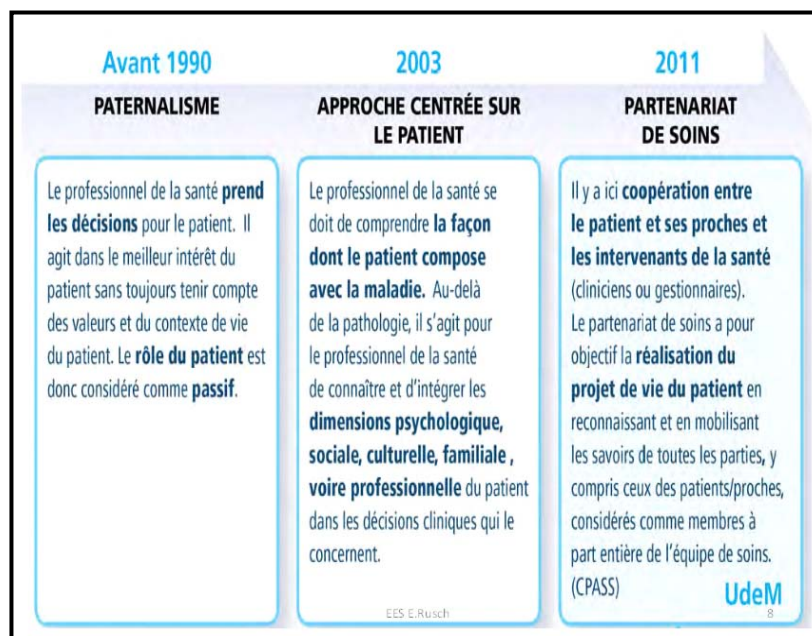 Avant 1990
PATERNALISME
Le professionnel de la santé prend
les décisions pour le patient. Il
agit dans le meilleur intérêt du
patient sans toujours tenir compte
des valeurs et du contexte de vie
du patient. Le rôle du patient est
donc considéré comme passif.
2003
APPROCHE CENTRÉE SUR
LE PATIENT
Le professionnel de la santé se
doit de comprendre la façon
dont le patient compose
avec la maladie. Au-delà
de la pathologie, il s'agit pour
le professionnel de la santé
de connaître et d'intégrer les
dimensions psychologique,
sociale, culturelle, familiale ,
voire professionnelle du patient
dans les décisions cliniques qui le
concernent.
2011
PARTENARIAT
DE SOINS
Il y a ici coopération entre
le patient et ses proches et
les intervenants de la santé
(cliniciens ou gestionnaires).
Le partenariat de soins a pour
objectif la réalisation du
projet de vie du patient en
reconnaissant et en mobilisant
les savoirs de toutes les parties, y
compris ceux des patients/proches,
considérés comme membres à
part entière de l'équipe de soins.
(CPASS)
UdeM
EES E.Rusch
8